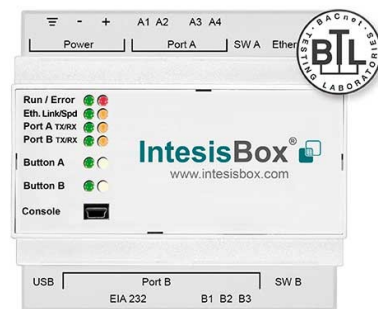 - +
A1 A2 A3 A4
Power Port A SW A Ether
BACnet
TESTING LABORATORIES
BTL
Run / Error
Eth. Link/Spd
Port A TX/RX
Port B TX/RX
Button A
Button B
Console
IntesisBox®
www.intesisbox.com
USB Port B SW B
EIA 232 B1 B2 B3